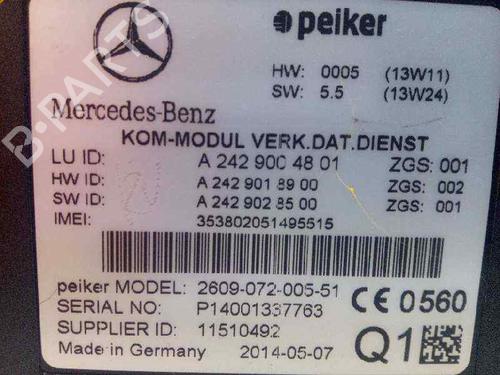 peiker
HW: 0005 (13W11)
SW: 5.5 (13W24)
Mercedes-Benz
KOM-MODUL VERK.DAT.DIENST
LU ID: A 242 900 48 01 ZGS: 001
HW ID: A 242 901 89 00 ZGS: 002
SW ID: A 242 902 85 00 ZGS: 001
IMEI: 353802051495515
peiker MODEL: 2609-072-005-51
SERIAL NO: P14001337763
CE 0560
SUPPLIER ID: 11510492
Made in Germany 2014-05-07
Q1
B-PARTS